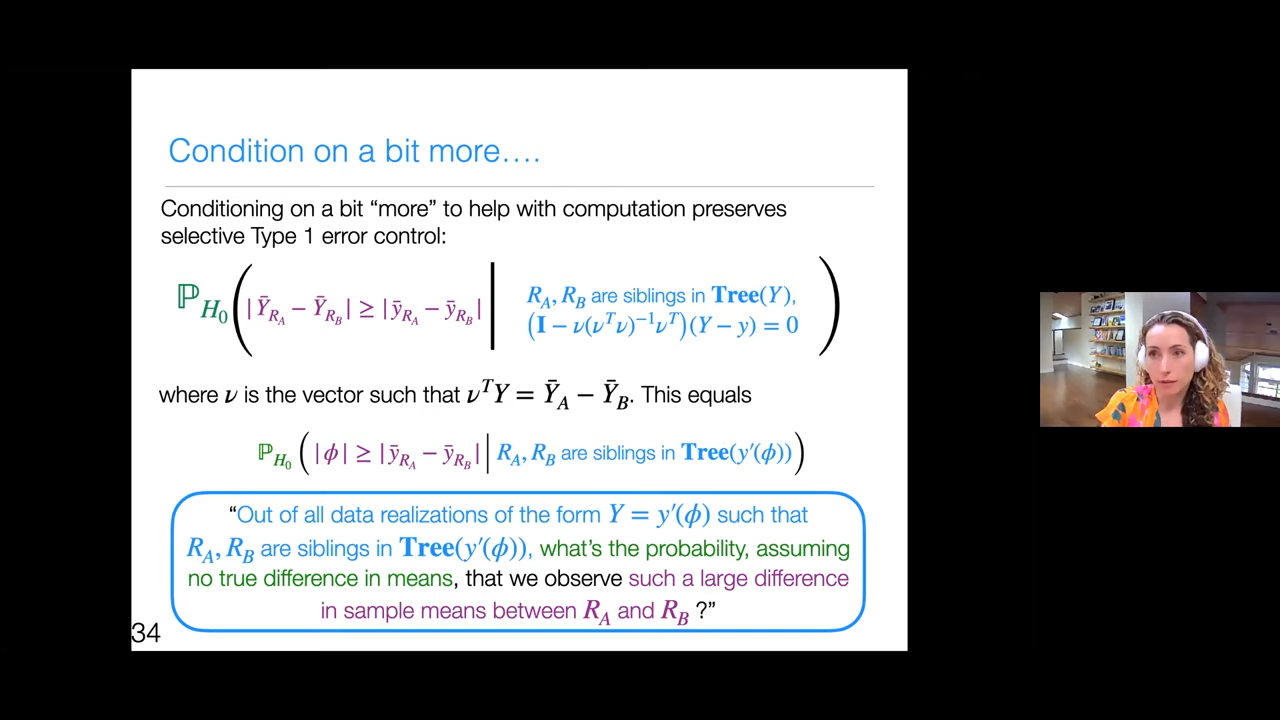 Condition on a bit more….
Conditioning on a bit “more” to help with computation preserves
selective Type 1 error control:
ℙ_{H_0}( |Ȳ_{R_A} − Ȳ_{R_B}| ≥ |ȳ_{R_A} − ȳ_{R_B}| | R_A, R_B are siblings in Tree(Y),
(I − ν(ν^T ν)^{−1}ν^T)(Y − y) = 0 )
where ν is the vector such that ν^T Y = Ȳ_A − Ȳ_B. This equals
ℙ_{H_0}( |ϕ| ≥ |ȳ_{R_A} − ȳ_{R_B}| | R_A, R_B are siblings in Tree(y′(ϕ)) )
“Out of all data realizations of the form Y = y′(ϕ) such that
R_A, R_B are siblings in Tree(y′(ϕ)), what’s the probability, assuming
no true difference in means, that we observe such a large difference
in sample means between R_A and R_B ?”
34